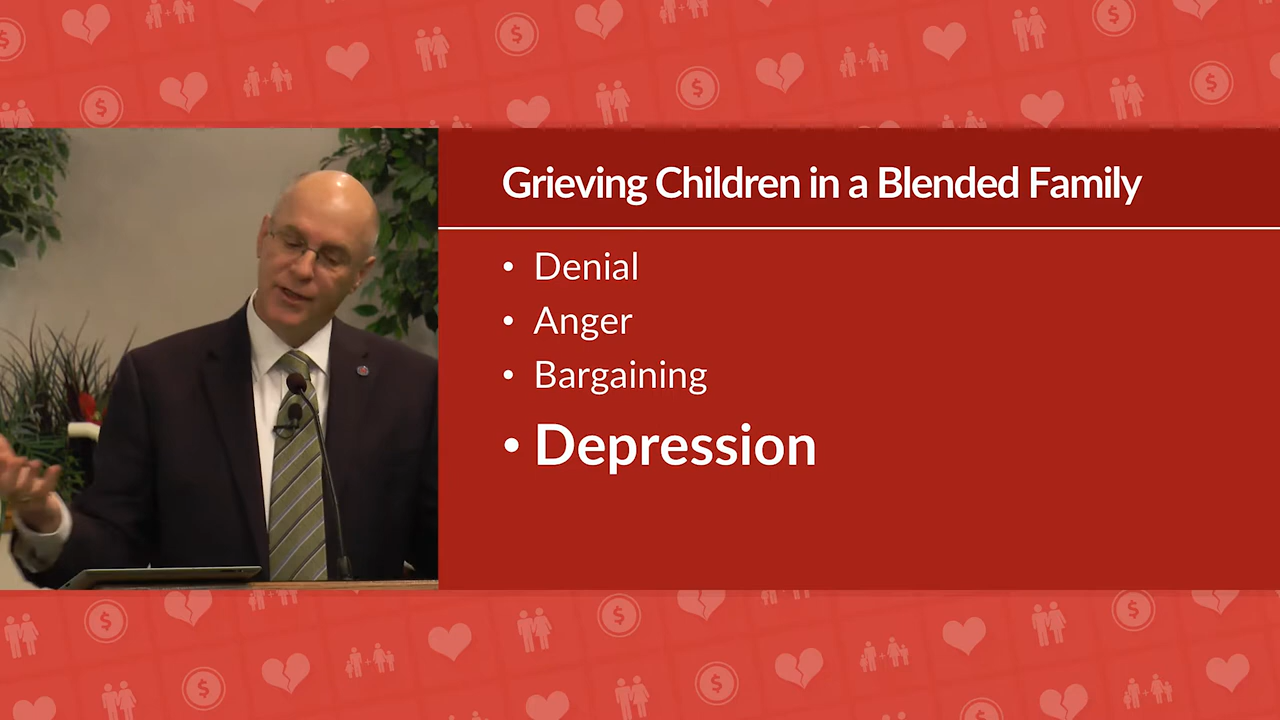 Grieving Children in a Blended Family
• Denial
• Anger
• Bargaining
• Depression